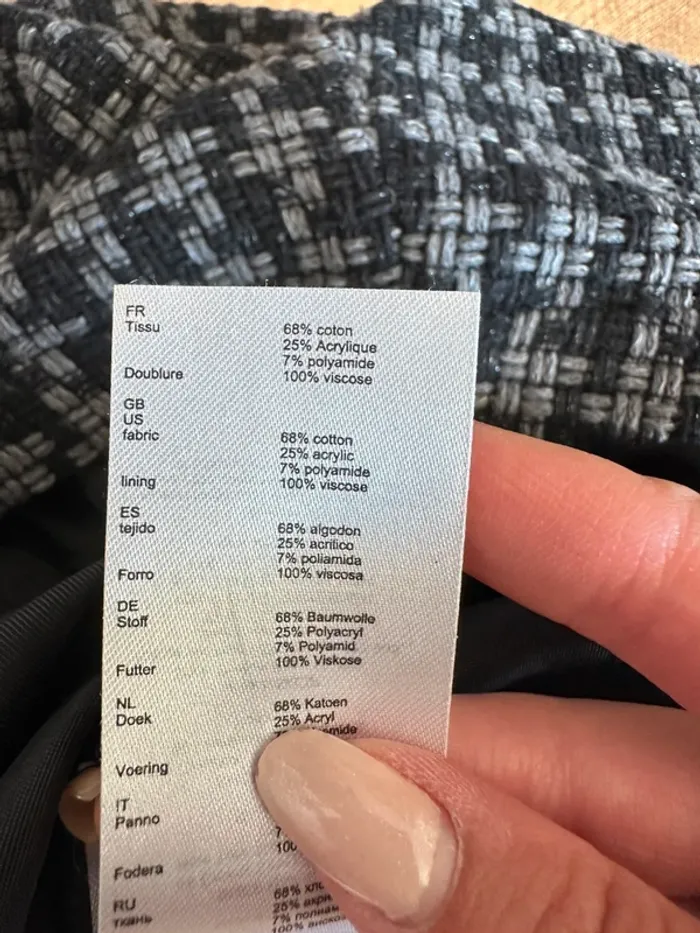 FR
Tissu 68% coton
25% Acrylique
7% polyamide
Doublure 100% viscose
GB
US
fabric 68% cotton
25% acrylic
7% polyamide
lining 100% viscose
ES
tejido 68% algodon
25% acrilico
7% poliamida
Forro 100% viscosa
DE
Stoff 68% Baumwolle
25% Polyacryl
7% Polyamid
Futter 100% Viskose
NL
Doek 68% Katoen
25% Acryl
Voering
IT
Panno
Fodera
RU
ткань 68%
25%
7%
100%